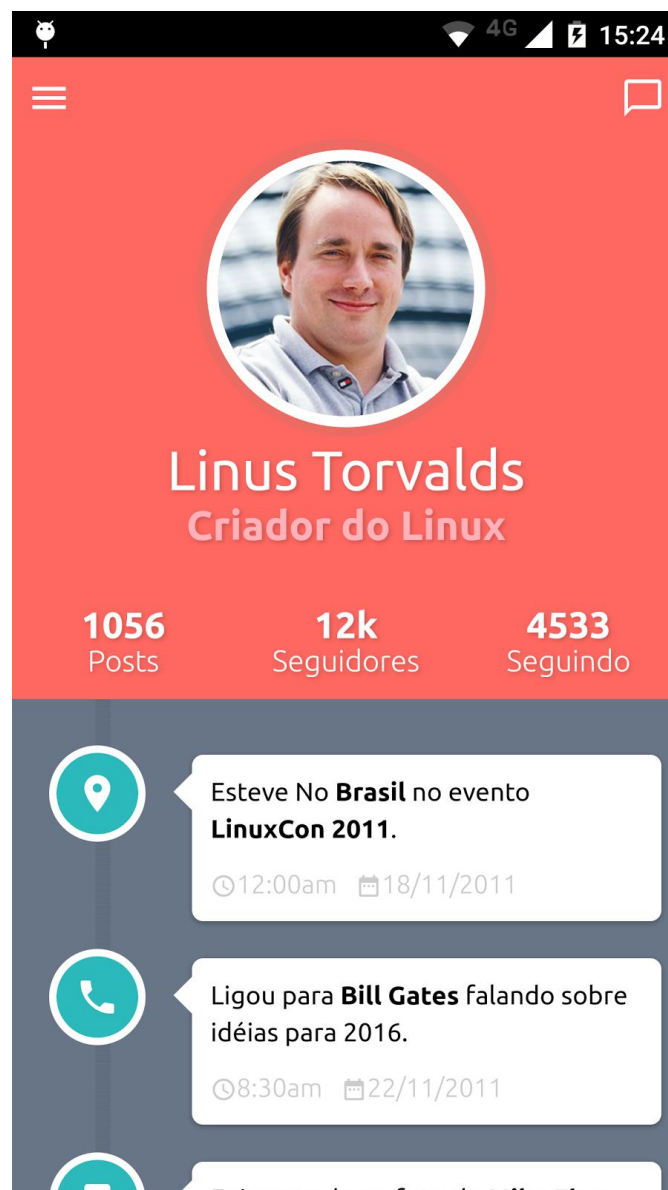 4G 15:24
Linus Torvalds
Criador do Linux
1056 12k 4533
Posts Seguidores Seguindo
Esteve No Brasil no evento
LinuxCon 2011.
12:00am 18/11/2011
Ligou para Bill Gates falando sobre
idéias para 2016.
8:30am 22/11/2011